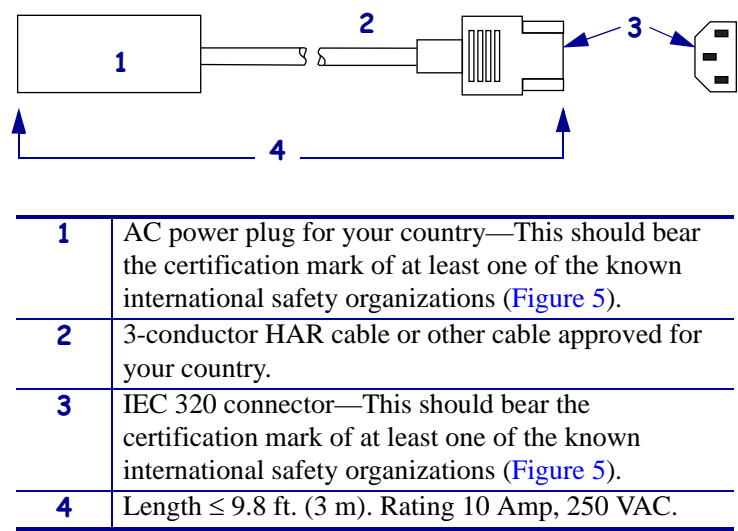 2
3
1
4
1 AC power plug for your country—This should bear
the certification mark of at least one of the known
international safety organizations (Figure 5).
2 3-conductor HAR cable or other cable approved for
your country.
3 IEC 320 connector—This should bear the
certification mark of at least one of the known
international safety organizations (Figure 5).
4 Length ≤ 9.8 ft. (3 m). Rating 10 Amp, 250 VAC.